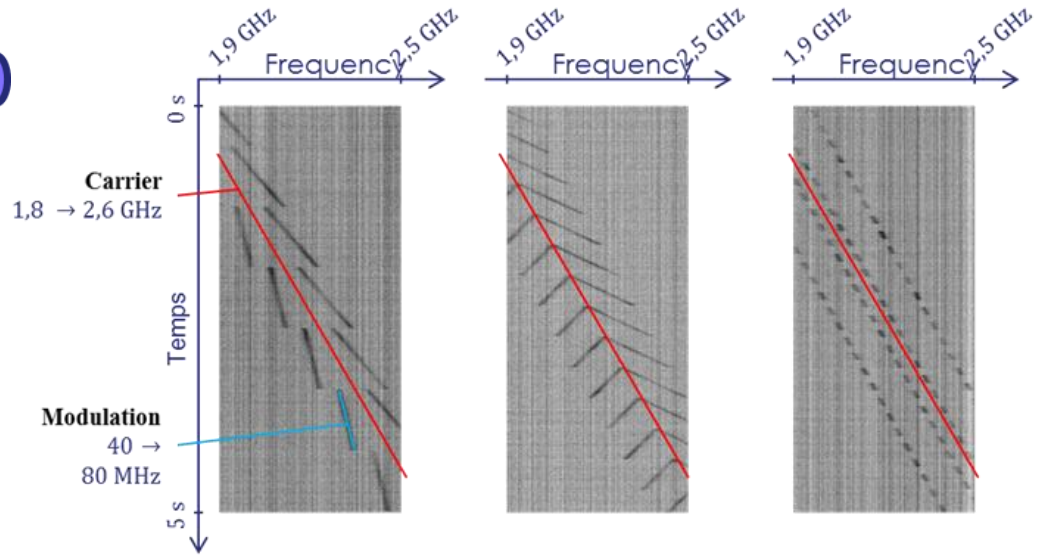 1,9 GHz
Frequency
2,5 GHz
1,9 GHz
Frequency
2,5 GHz
1,9 GHz
Frequency
2,5 GHz
0 s
Carrier
1,8 → 2,6 GHz
Temps
Modulation
40 →
80 MHz
5 s